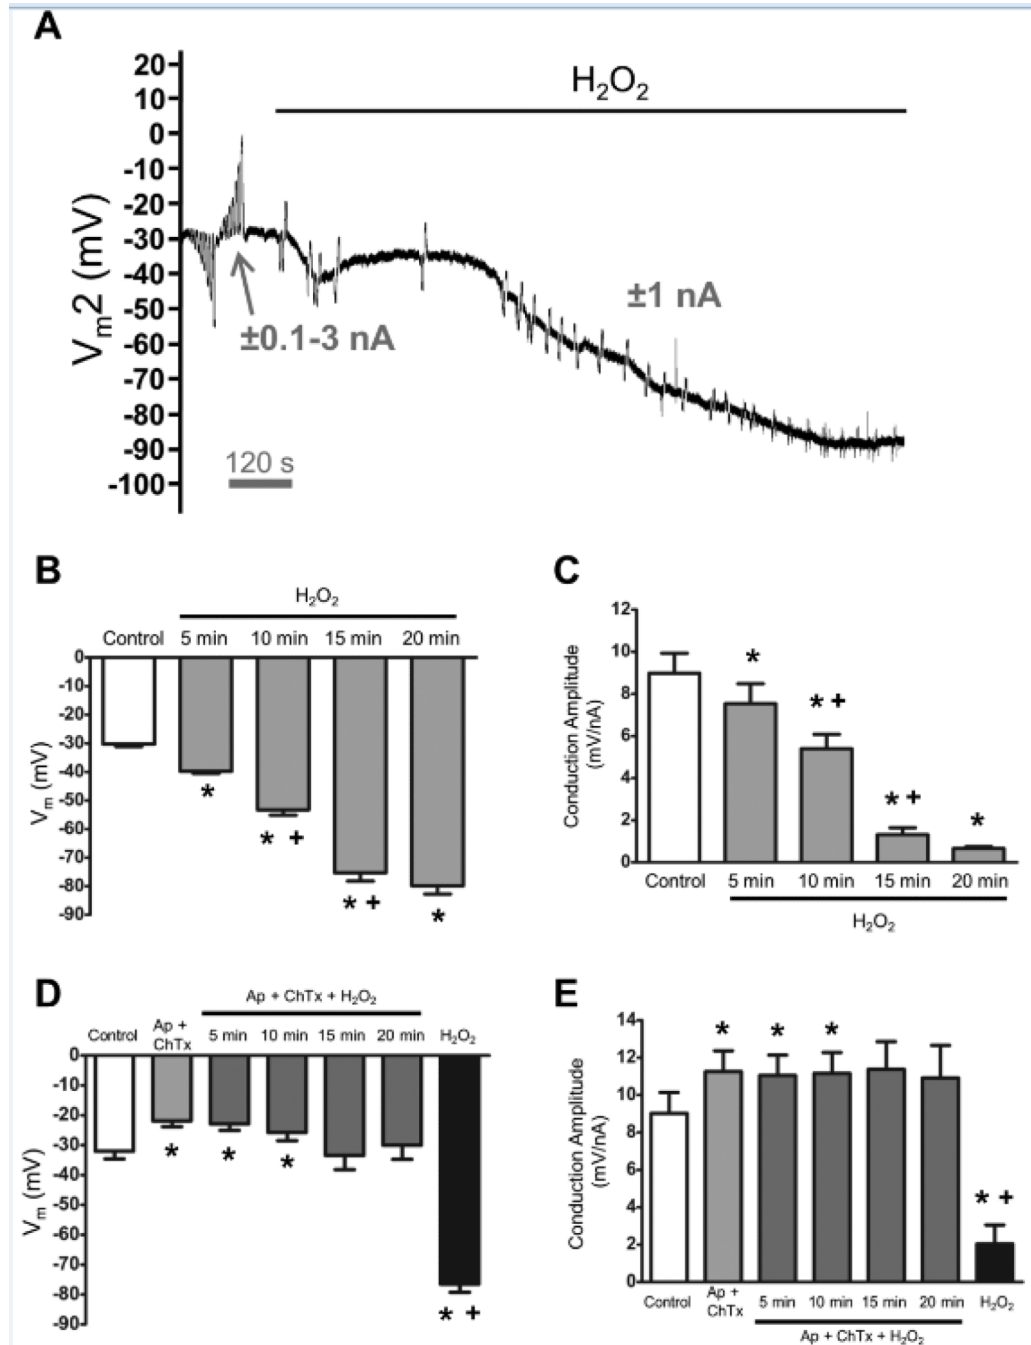 A
H₂O₂
20
10
0
-10
-20
-30
-40
-50
-60
-70
-80
-90
-100
Vm2 (mV)
±0.1-3 nA
±1 nA
120 s
B
H₂O₂
Control 5 min 10 min 15 min 20 min
0
-10
-20
-30
-40
-50
-60
-70
-80
-90
Vm (mV)
*
* +
* +
*
C
12
10
8
6
4
2
0
Conduction Amplitude
(mV/nA)
*
* +
* +
*
Control 5 min 10 min 15 min 20 min
H₂O₂
D
Ap + ChTx + H₂O₂
Control Ap + ChTx 5 min 10 min 15 min 20 min H₂O₂
0
-10
-20
-30
-40
-50
-60
-70
-80
-90
Vm (mV)
* * *
* +
E
14
12
10
8
6
4
2
0
Conduction Amplitude
(mV/nA)
* * *
* +
Control Ap + ChTx 5 min 10 min 15 min 20 min H₂O₂
Ap + ChTx + H₂O₂